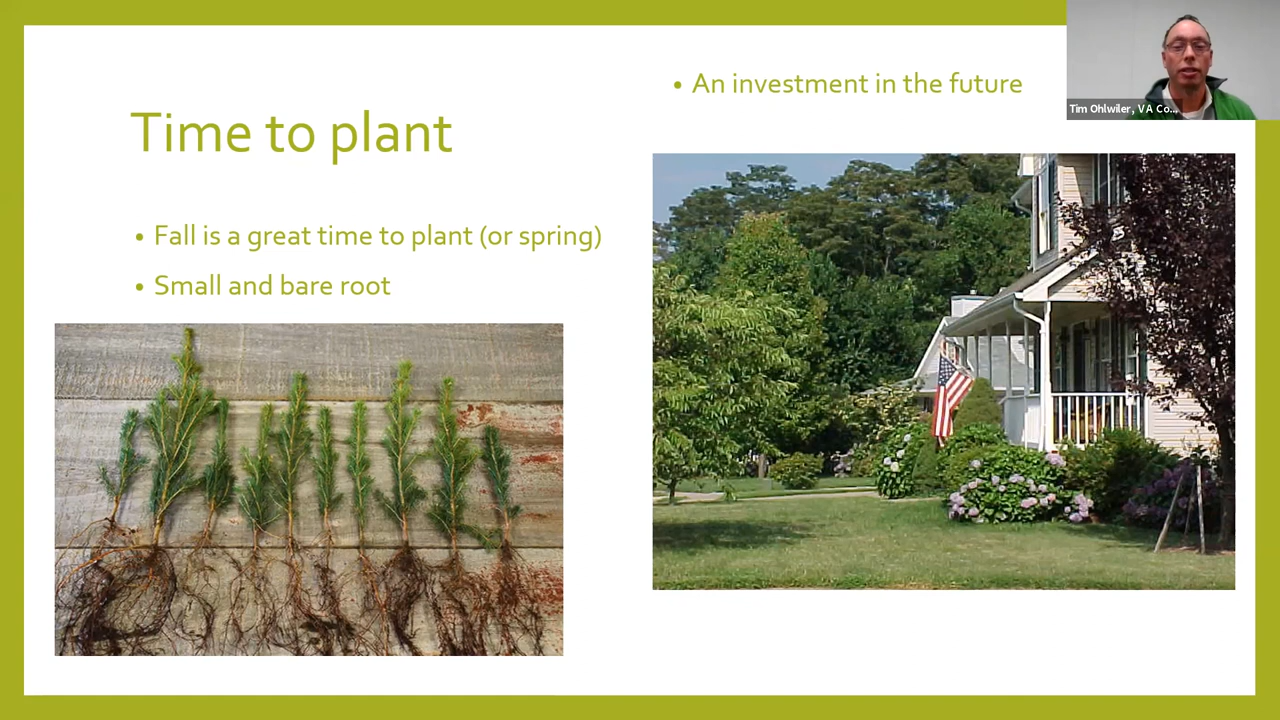 Time to plant
• Fall is a great time to plant (or spring)
• Small and bare root
• An investment in the future
Tim Ohlwiler, VA Co...